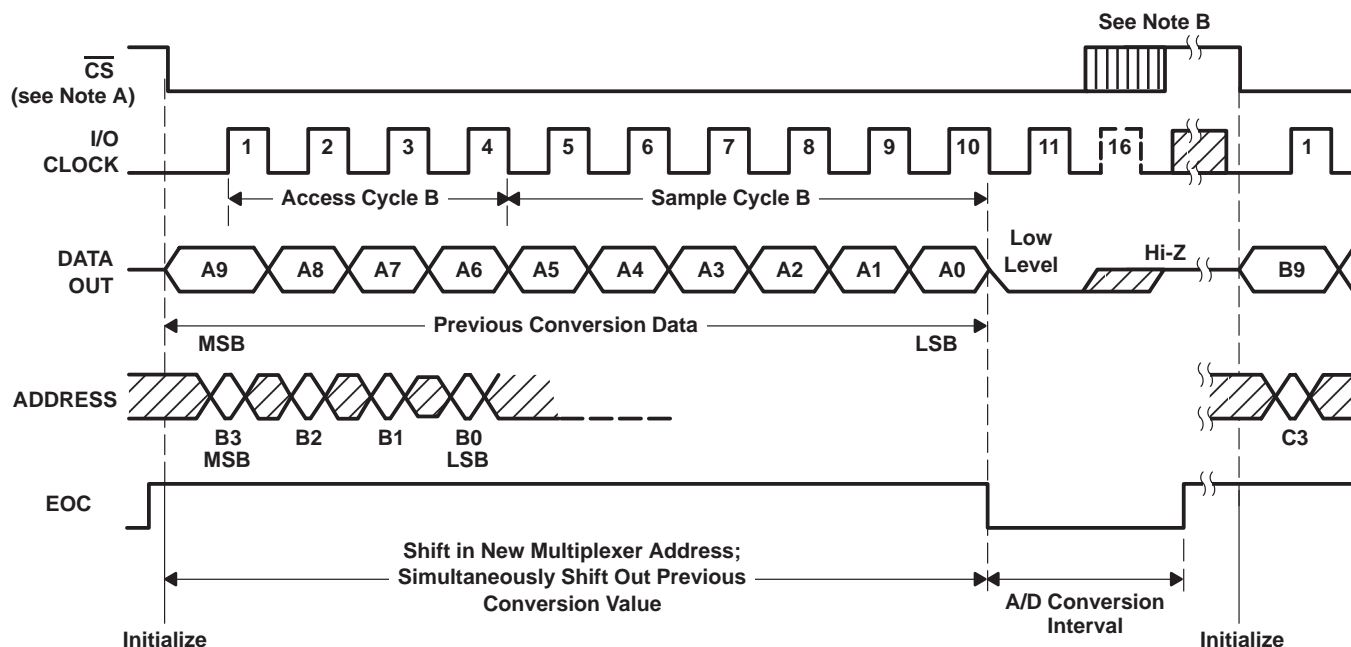 See Note B
CS
(see Note A)
I/O
CLOCK
1 2 3 4 5 6 7 8 9 10 11 16 1
Access Cycle B
Sample Cycle B
DATA
OUT
A9 A8 A7 A6 A5 A4 A3 A2 A1 A0
Low
Level
Hi-Z
B9
Previous Conversion Data
MSB
LSB
ADDRESS
B3 B2 B1 B0 C3
MSB LSB
EOC
Shift in New Multiplexer Address;
Simultaneously Shift Out Previous
Conversion Value
A/D Conversion
Interval
Initialize
Initialize